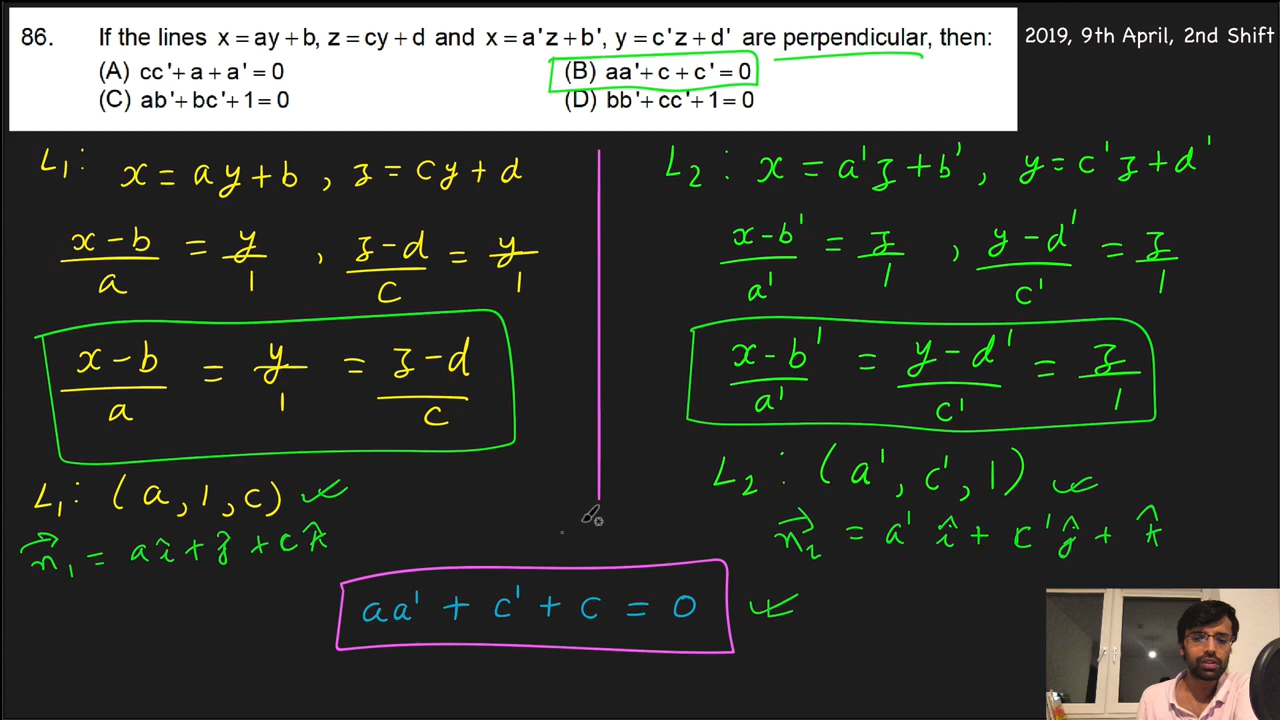 86. If the lines x = ay + b, z = cy + d and x = a'z + b', y = c'z + d' are perpendicular, then:
2019, 9th April, 2nd Shift
(A) cc' + a + a' = 0 (B) aa' + c + c' = 0
(C) ab' + bc' + 1 = 0 (D) bb' + cc' + 1 = 0
L₁: x = ay + b, z = cy + d
(x - b)/a = y/1, (z - d)/c = y/1
(x - b)/a = y/1 = (z - d)/c
L₁: (a, 1, c)
n⃗₁ = aî + ĵ + ck̂
L₂: x = a'z + b', y = c'z + d'
(x - b')/a' = z/1, (y - d')/c' = z/1
(x - b')/a' = (y - d')/c' = z/1
L₂: (a', c', 1)
n⃗₂ = a'î + c'ĵ + k̂
aa' + c' + c = 0